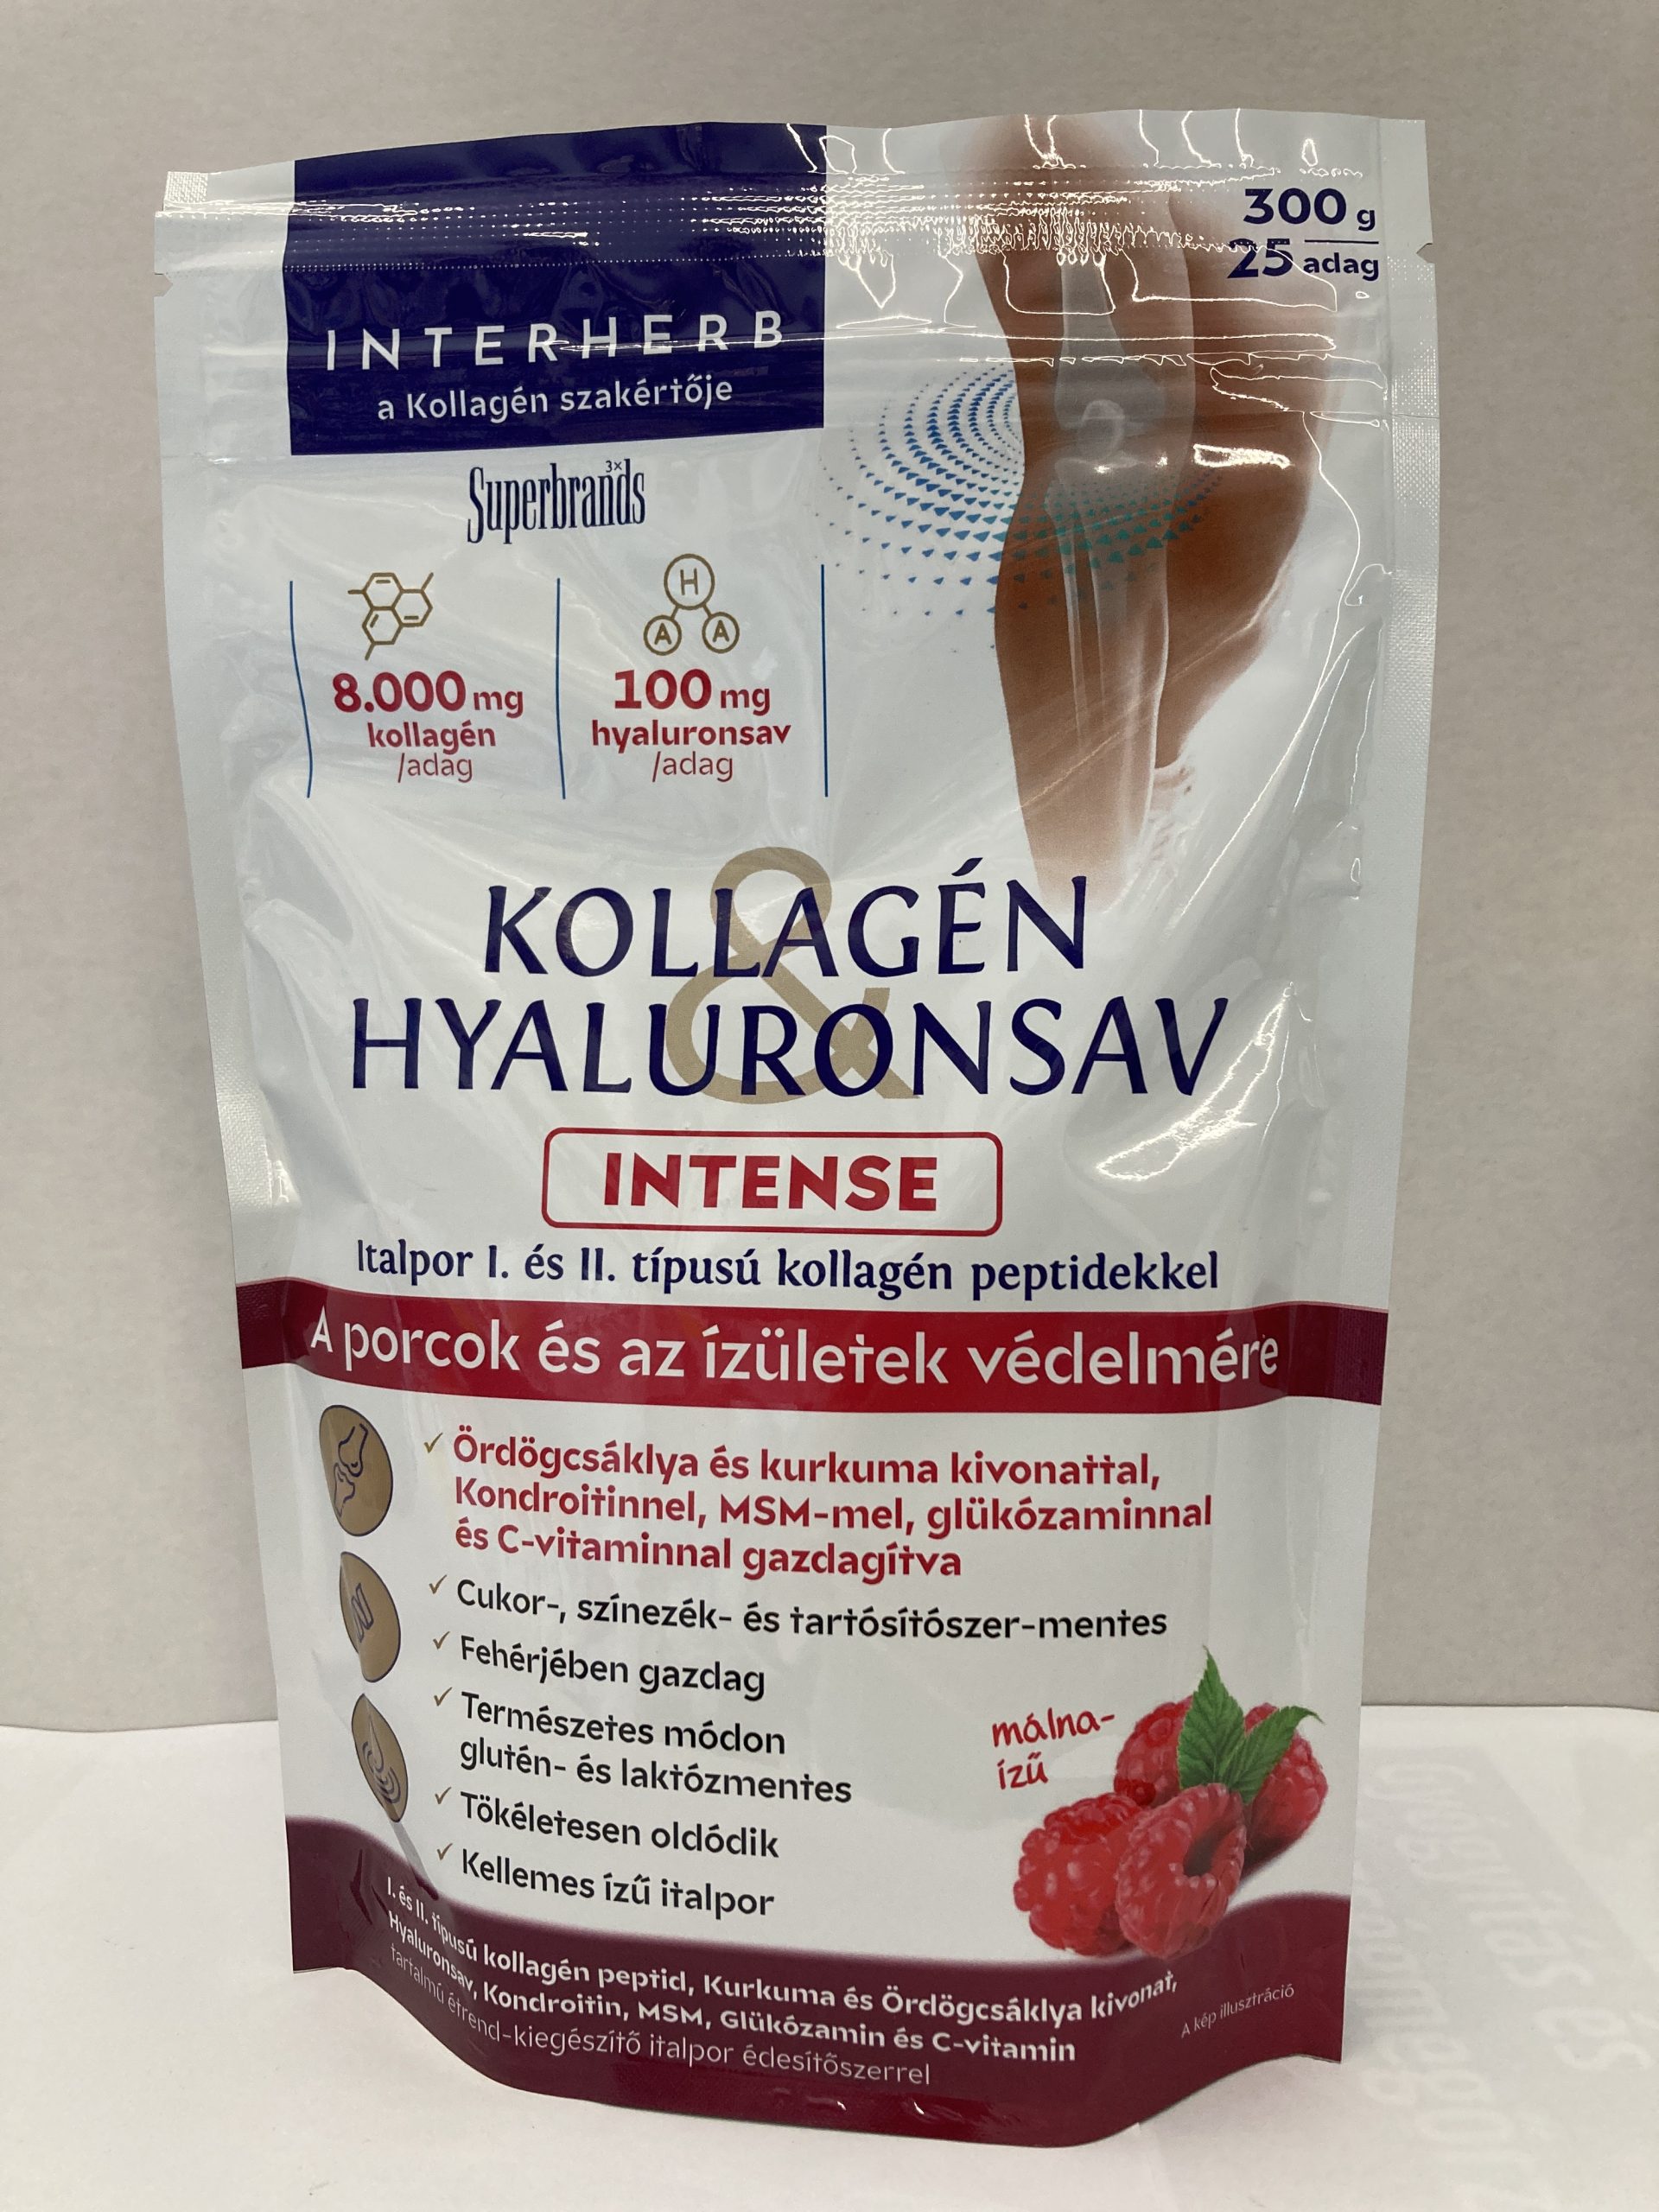 300 g
25 adag
INTERHERB
a Kollagén szakértője
3x
Superbrands
H
A A
8.000 mg
kollagén
/adag
100 mg
hyaluronsav
/adag
KOLLAGÉN
&
HYALURONSAV
INTENSE
Italpor I. és II. típusú kollagén peptidekkel
A porcok és az ízületek védelmére
✓ Ördögcsáklya és kurkuma kivonattal,
Kondroitinnel, MSM-mel, glükózaminnal
és C-vitaminnal gazdagítva
✓ Cukor-, színezék- és tartósítószer-mentes
✓ Fehérjében gazdag
✓ Természetes módon
glutén- és laktózmentes
✓ Tökéletesen oldódik
✓ Kellemes ízű italpor
málna-
ízű
I. és II. típusú kollagén peptid, Kurkuma és Ördögcsáklya kivonat,
Hyaluronsav, Kondroitin, MSM, Glükózamin és C-vitamin
tartalmú étrend-kiegészítő italpor édesítőszerrel
A kép illusztráció